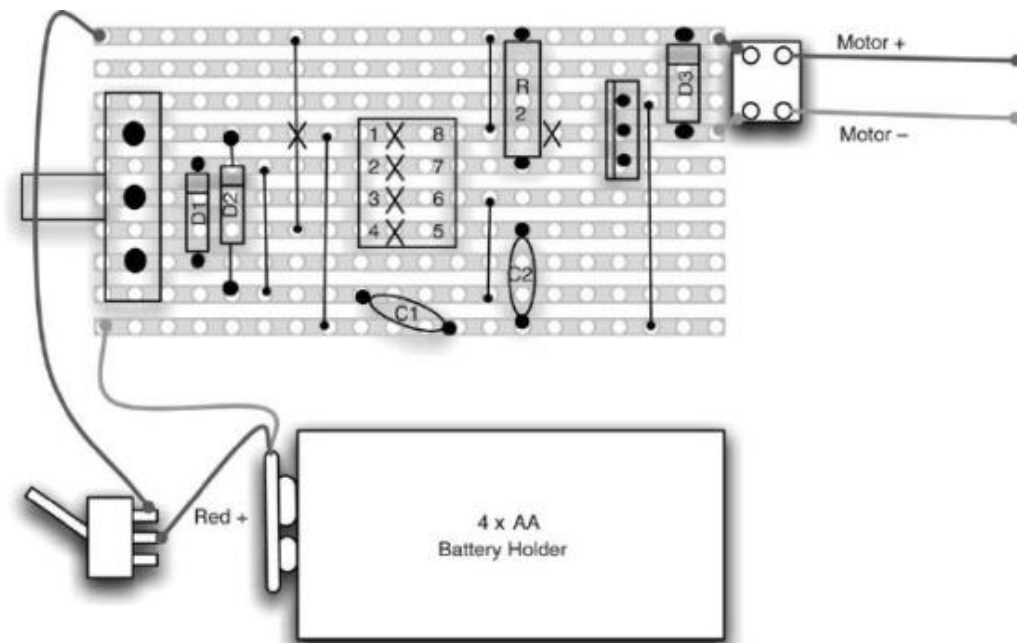 Motor +
D3
R
2
1 8
2 7
3 6
4 5
D1
D2
Motor –
C2
C1
Red +
4 x AA
Battery Holder